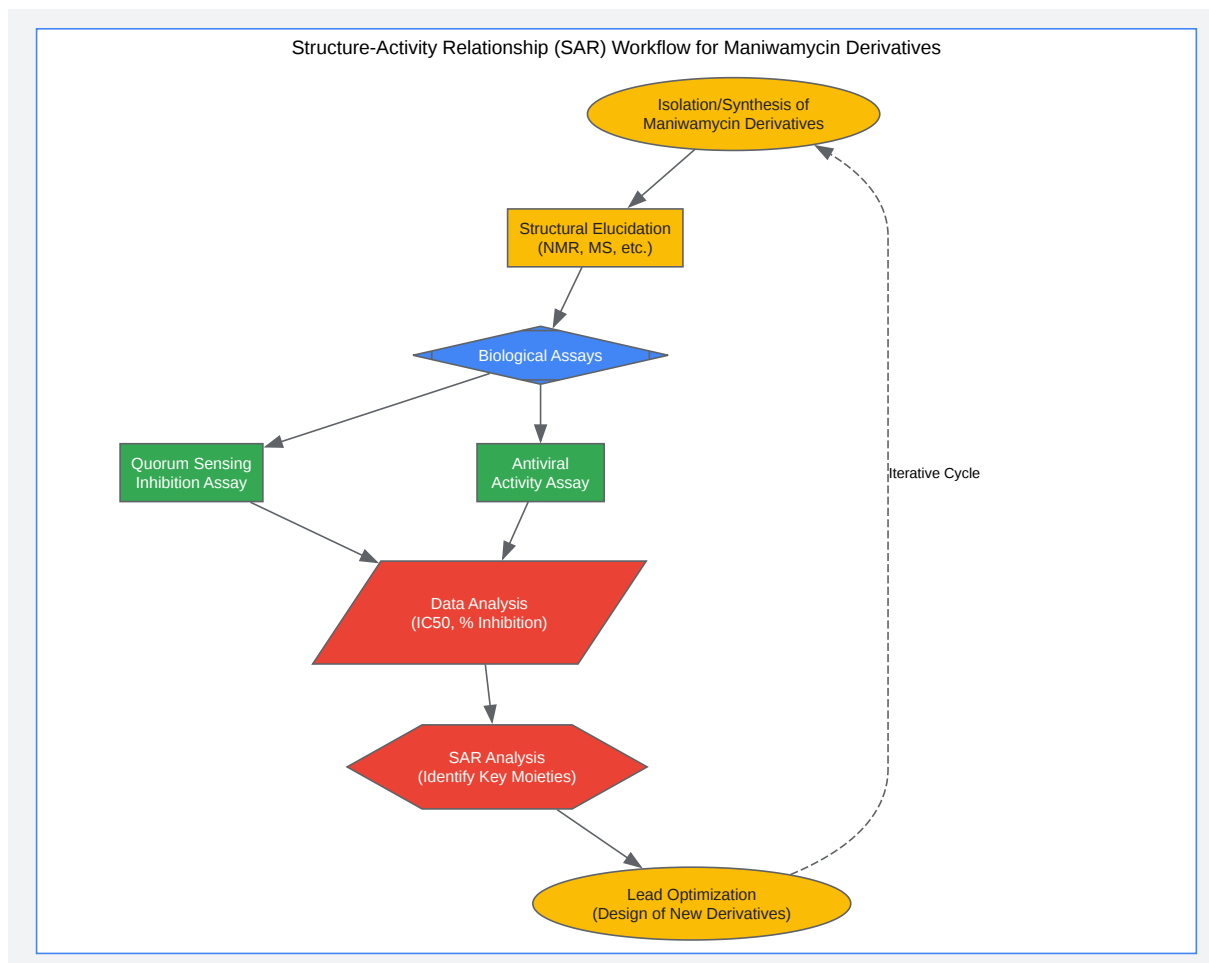 Structure-Activity Relationship (SAR) Workflow for Maniwamycin Derivatives
Isolation/Synthesis of
Maniwamycin Derivatives
Structural Elucidation
(NMR, MS, etc.)
Biological Assays
Quorum Sensing
Inhibition Assay
Antiviral
Activity Assay
Iterative Cycle
Data Analysis
(IC50, % Inhibition)
SAR Analysis
(Identify Key Moieties)
Lead Optimization
(Design of New Derivatives)